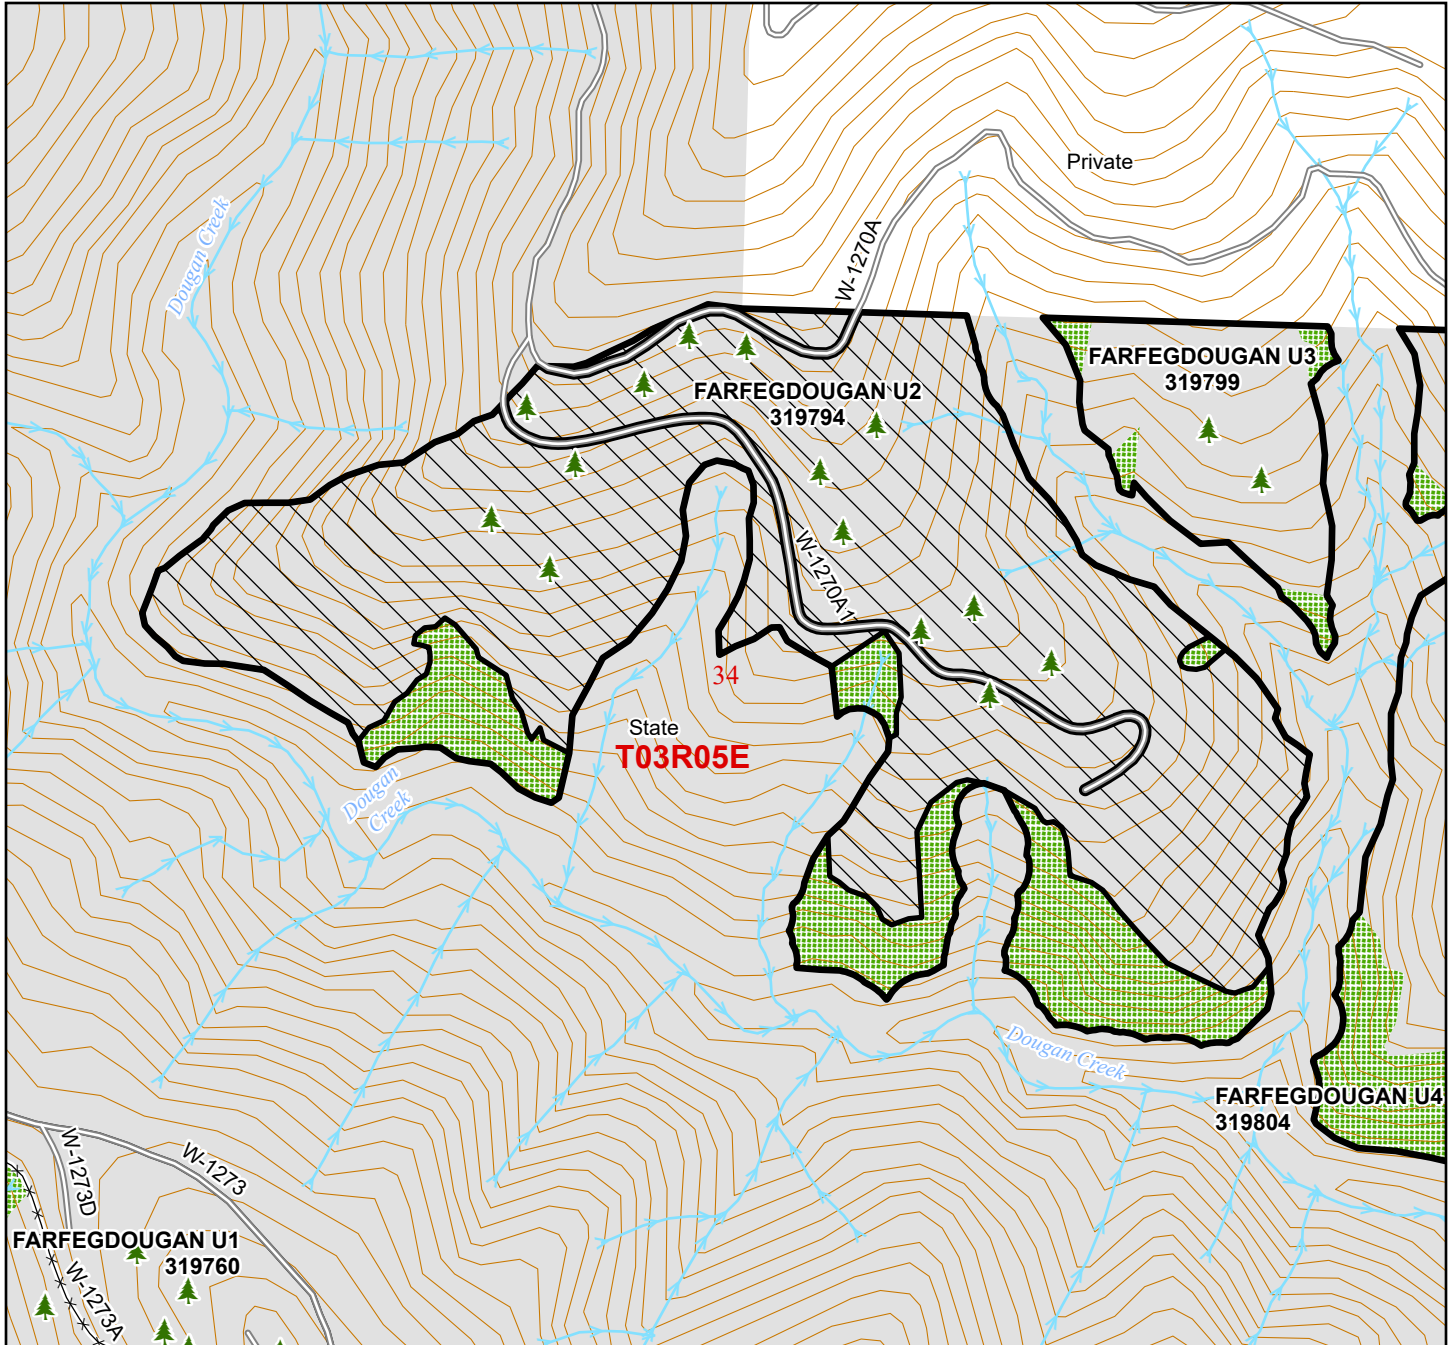 Private
Dougan Creek
W-1270A
FARFEGDOUGAN U3
319799
FARFEGDOUGAN U2
319794
W-1270A1
34
State
T03R05E
Dougan
Creek
Dougan Creek
FARFEGDOUGAN U4
319804
W-1273D
W-1273
FARFEGDOUGAN U1
319760
W-1273A